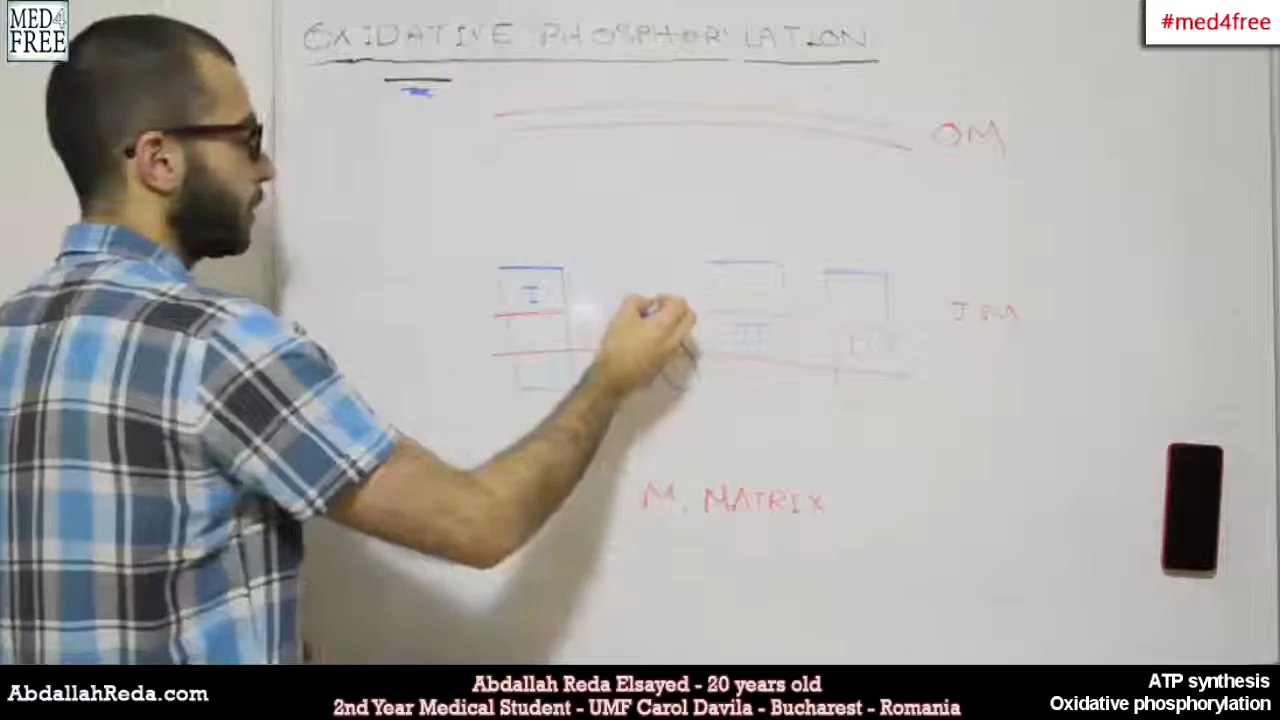 MED4FREE
#med4free
OXIDATIVE PHOSPHORYLATION
OM
I
M. MATRIX
AbdallahReda.com
Abdallah Reda Elsayed - 20 years old
2nd Year Medical Student - UMF Carol Davila - Bucharest - Romania
ATP synthesis
Oxidative phosphorylation